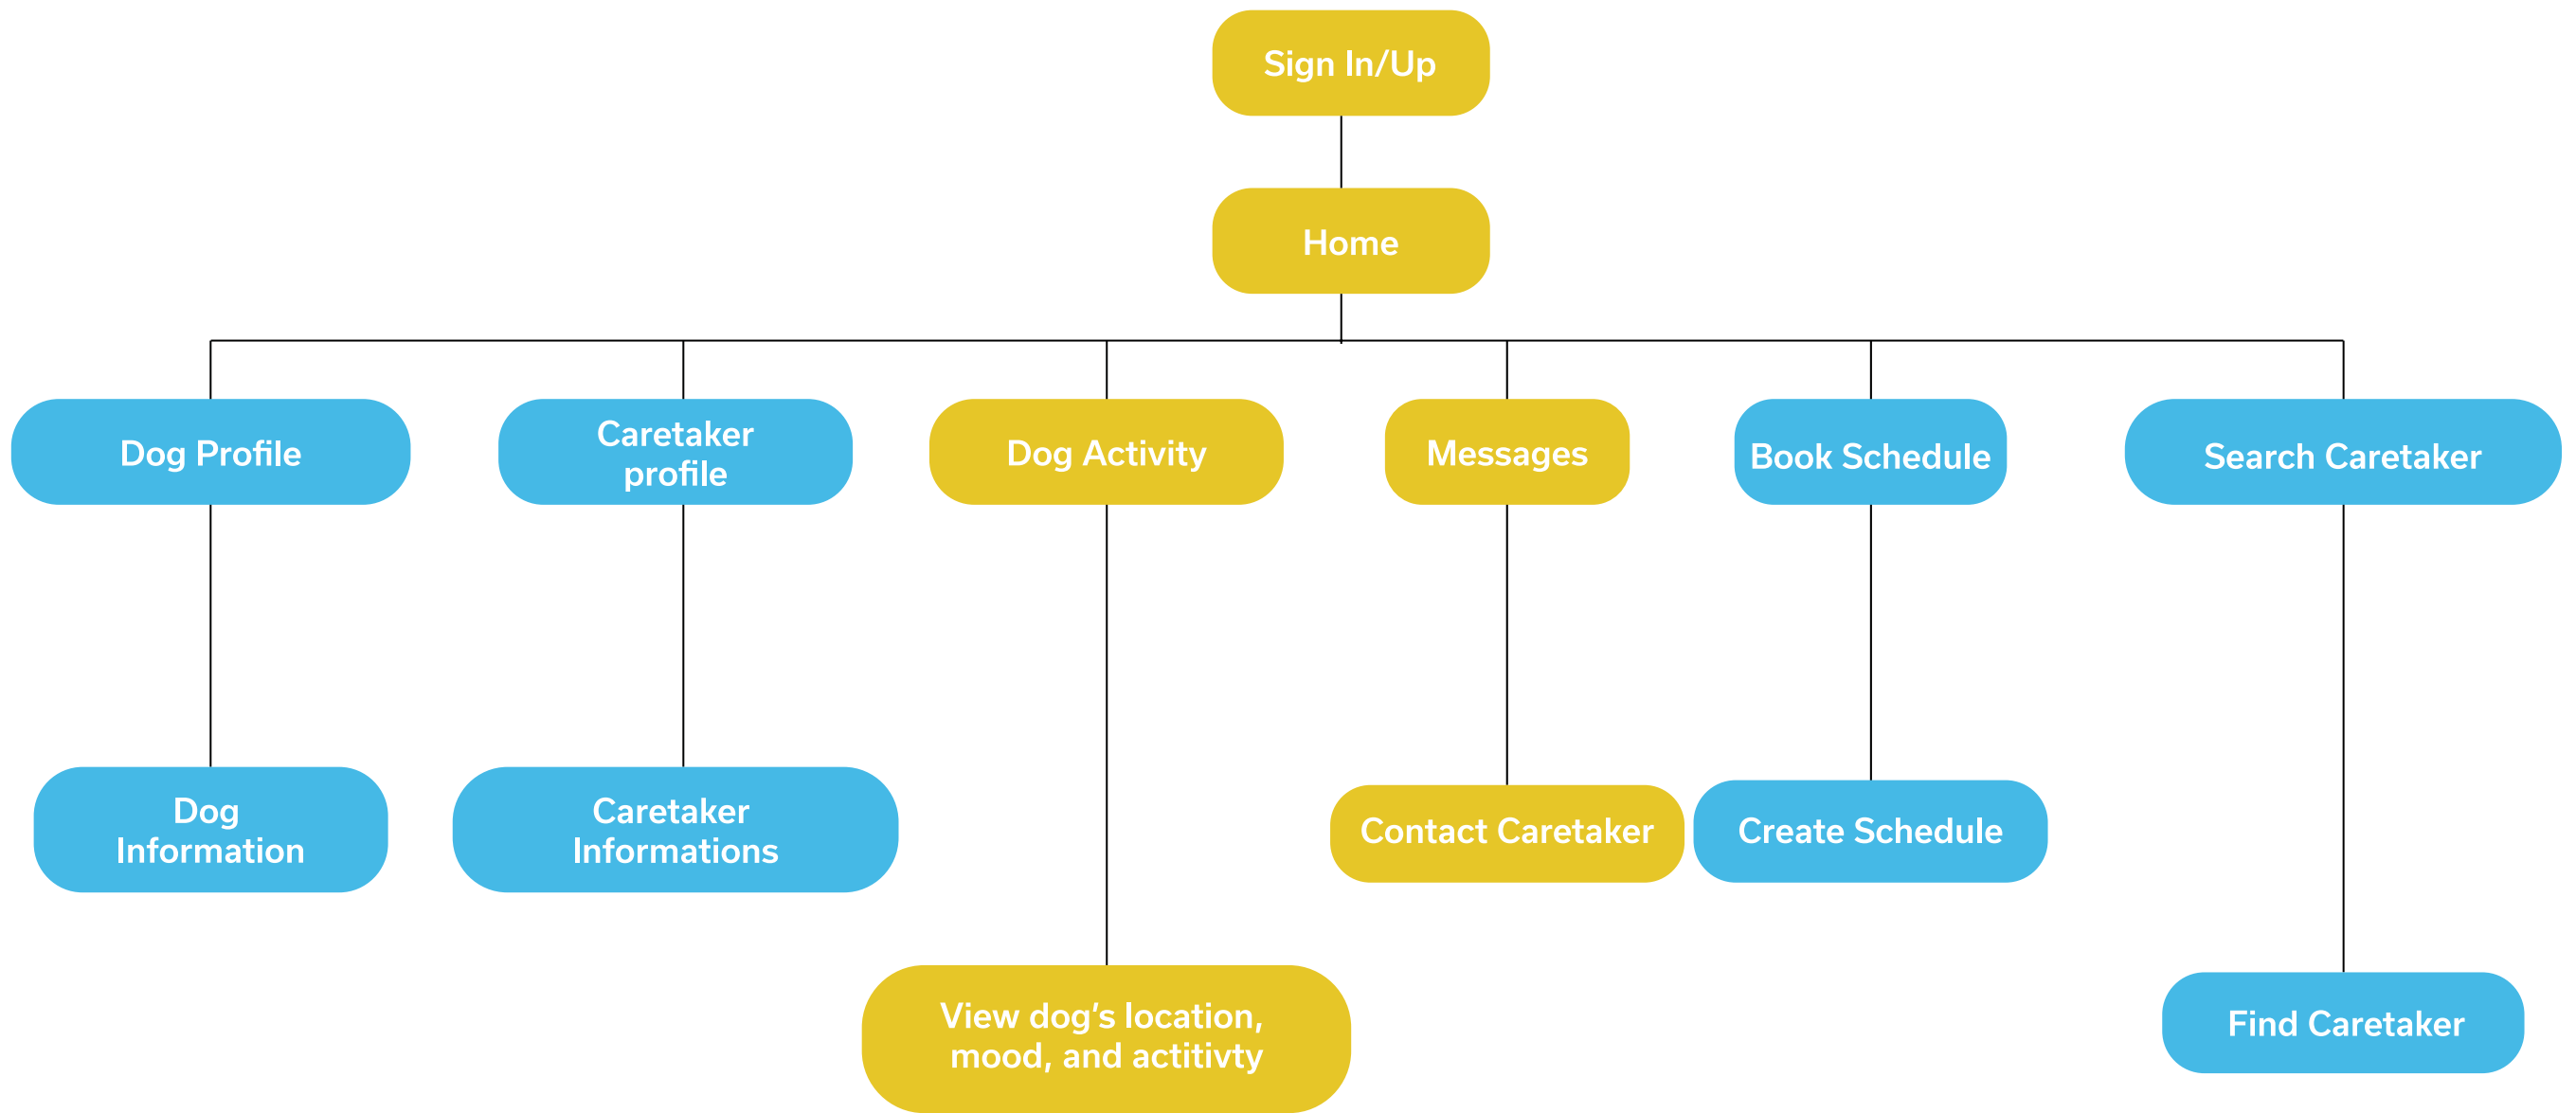 Sign In/Up
Home
Dog Profile
Caretaker
profile
Dog Activity
Messages
Book Schedule
Search Caretaker
Dog
Information
Caretaker
Informations
Contact Caretaker
Create Schedule
View dog's location,
mood, and actitivty
Find Caretaker